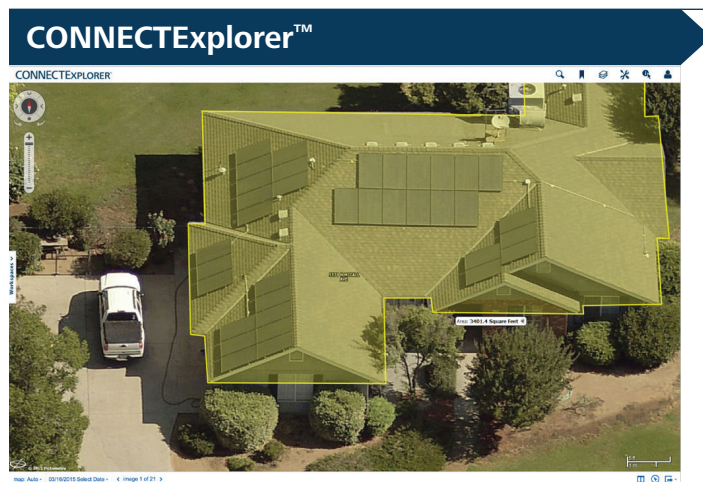 CONNECTExplorer™
CONNECTEXPLORER
Workspaces
Area: 3401.4 Square Feet
map: Auto
03/16/2015 Select Date
Image 1 of 21